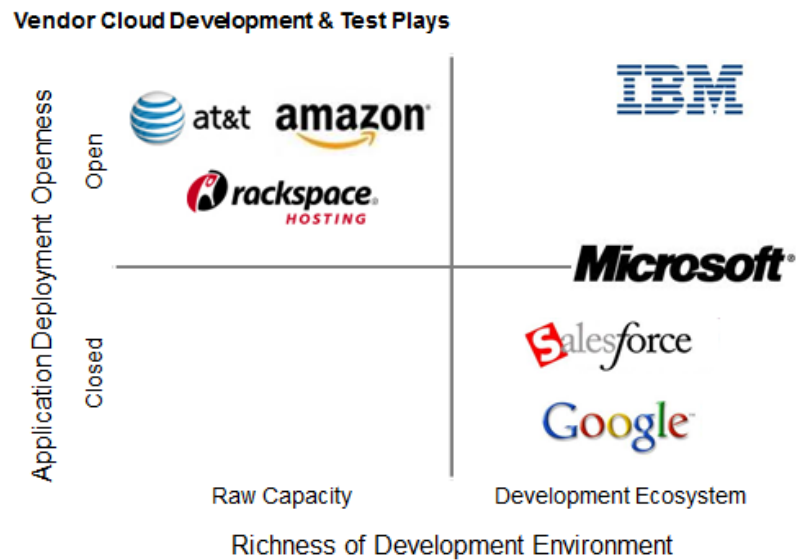 Vendor Cloud Development & Test Plays
Application Deployment Openness
Open
Closed
at&t
amazon
rackspace®
HOSTING
IBM
Microsoft®
salesforce
Google™
Raw Capacity
Development Ecosystem
Richness of Development Environment